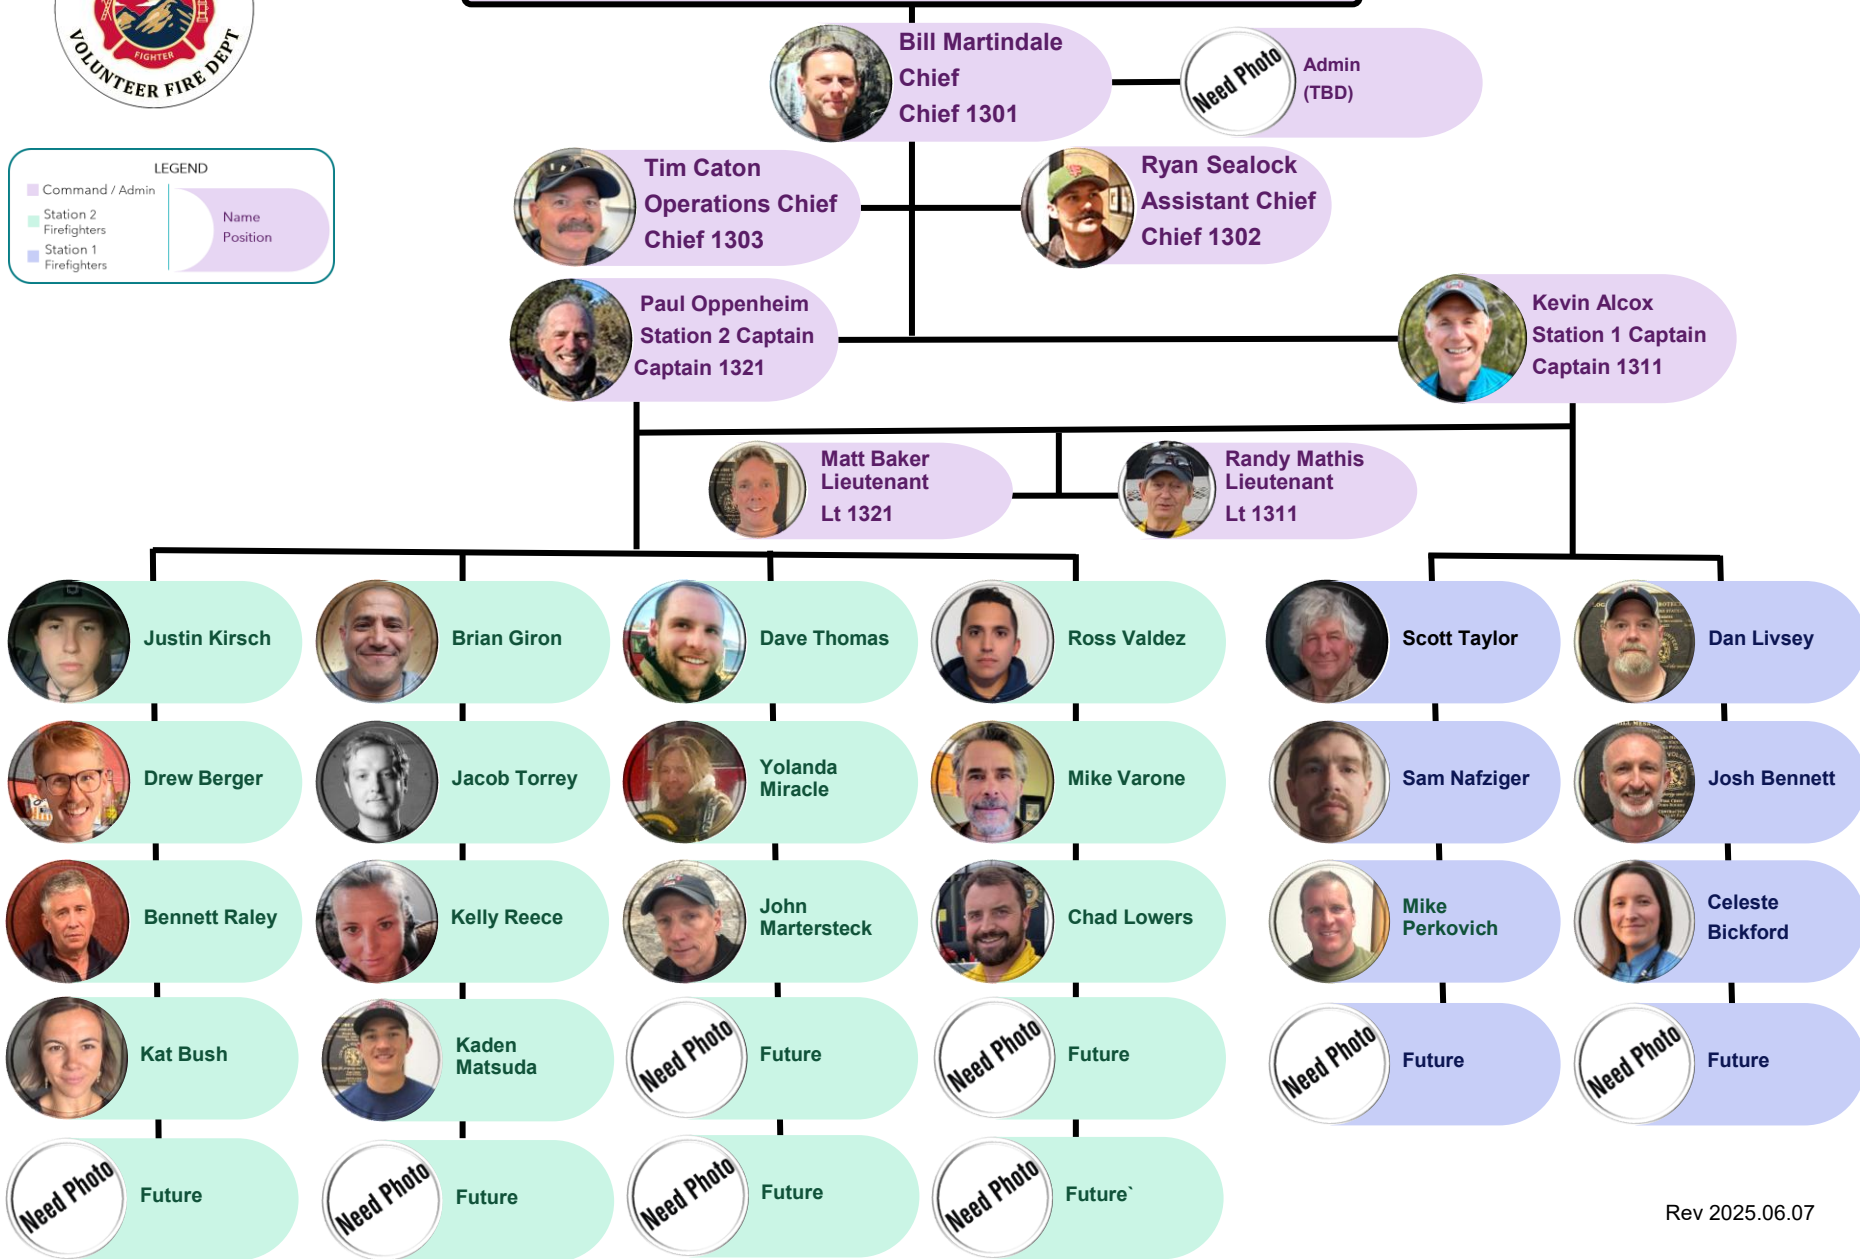 FIGHTER
VOLUNTEER FIRE DEPT
Bill Martindale
Chief
Chief 1301
Need Photo
Admin
(TBD)
LEGEND
Command / Admin
Station 2
Firefighters
Station 1
Firefighters
Name
Position
Tim Caton
Operations Chief
Chief 1303
Ryan Sealock
Assistant Chief
Chief 1302
Paul Oppenheim
Station 2 Captain
Captain 1321
Kevin Alcox
Station 1 Captain
Captain 1311
Matt Baker
Lieutenant
Lt 1321
Randy Mathis
Lieutenant
Lt 1311
Justin Kirsch
Brian Giron
Dave Thomas
Ross Valdez
Scott Taylor
Dan Livsey
Drew Berger
Jacob Torrey
Yolanda
Miracle
Mike Varone
Sam Nafziger
Josh Bennett
Bennett Raley
Kelly Reece
John
Martersteck
Chad Lowers
Mike
Perkovich
Celeste
Bickford
Kat Bush
Kaden
Matsuda
Need Photo
Future
Need Photo
Future
Need Photo
Future
Need Photo
Future
Need Photo
Future
Need Photo
Future
Need Photo
Future
Need Photo
Future`
Rev 2025.06.07